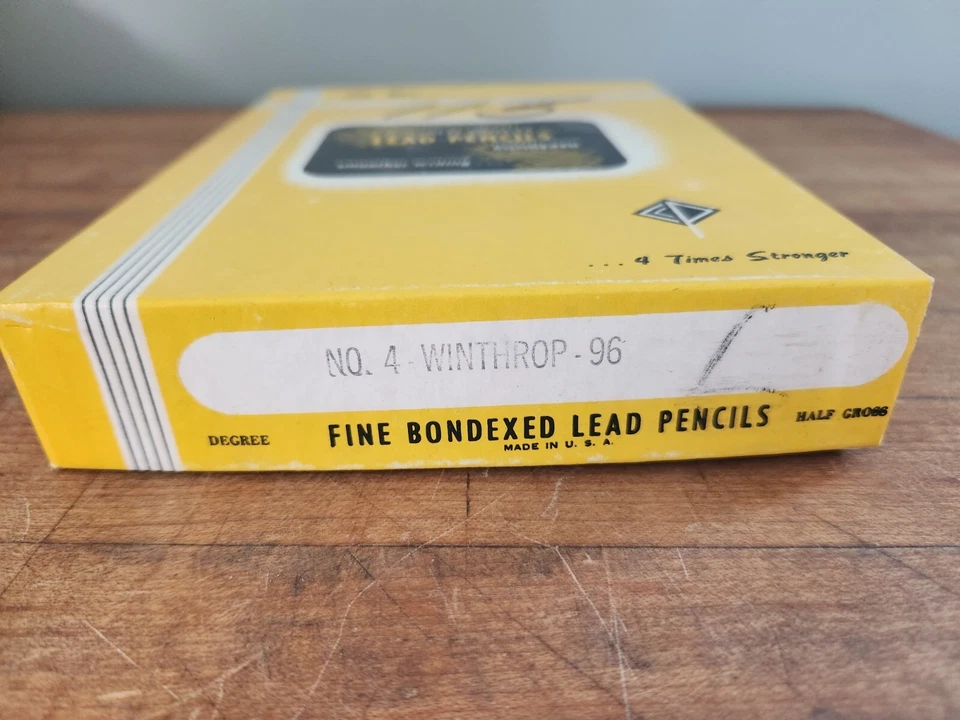 LEAD PENCILS
... 4 Times Stronger
NO. 4 - WINTHROP - 96
DEGREE
FINE BONDEXED LEAD PENCILS
HALF GROSS
MADE IN U. S. A.